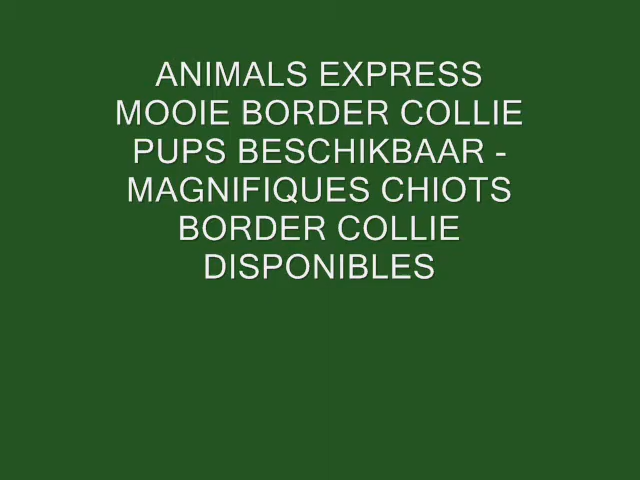 ANIMALS EXPRESS
MOOIE BORDER COLLIE
PUPS BESCHIKBAAR -
MAGNIFIQUES CHIOTS
BORDER COLLIE
DISPONIBLES